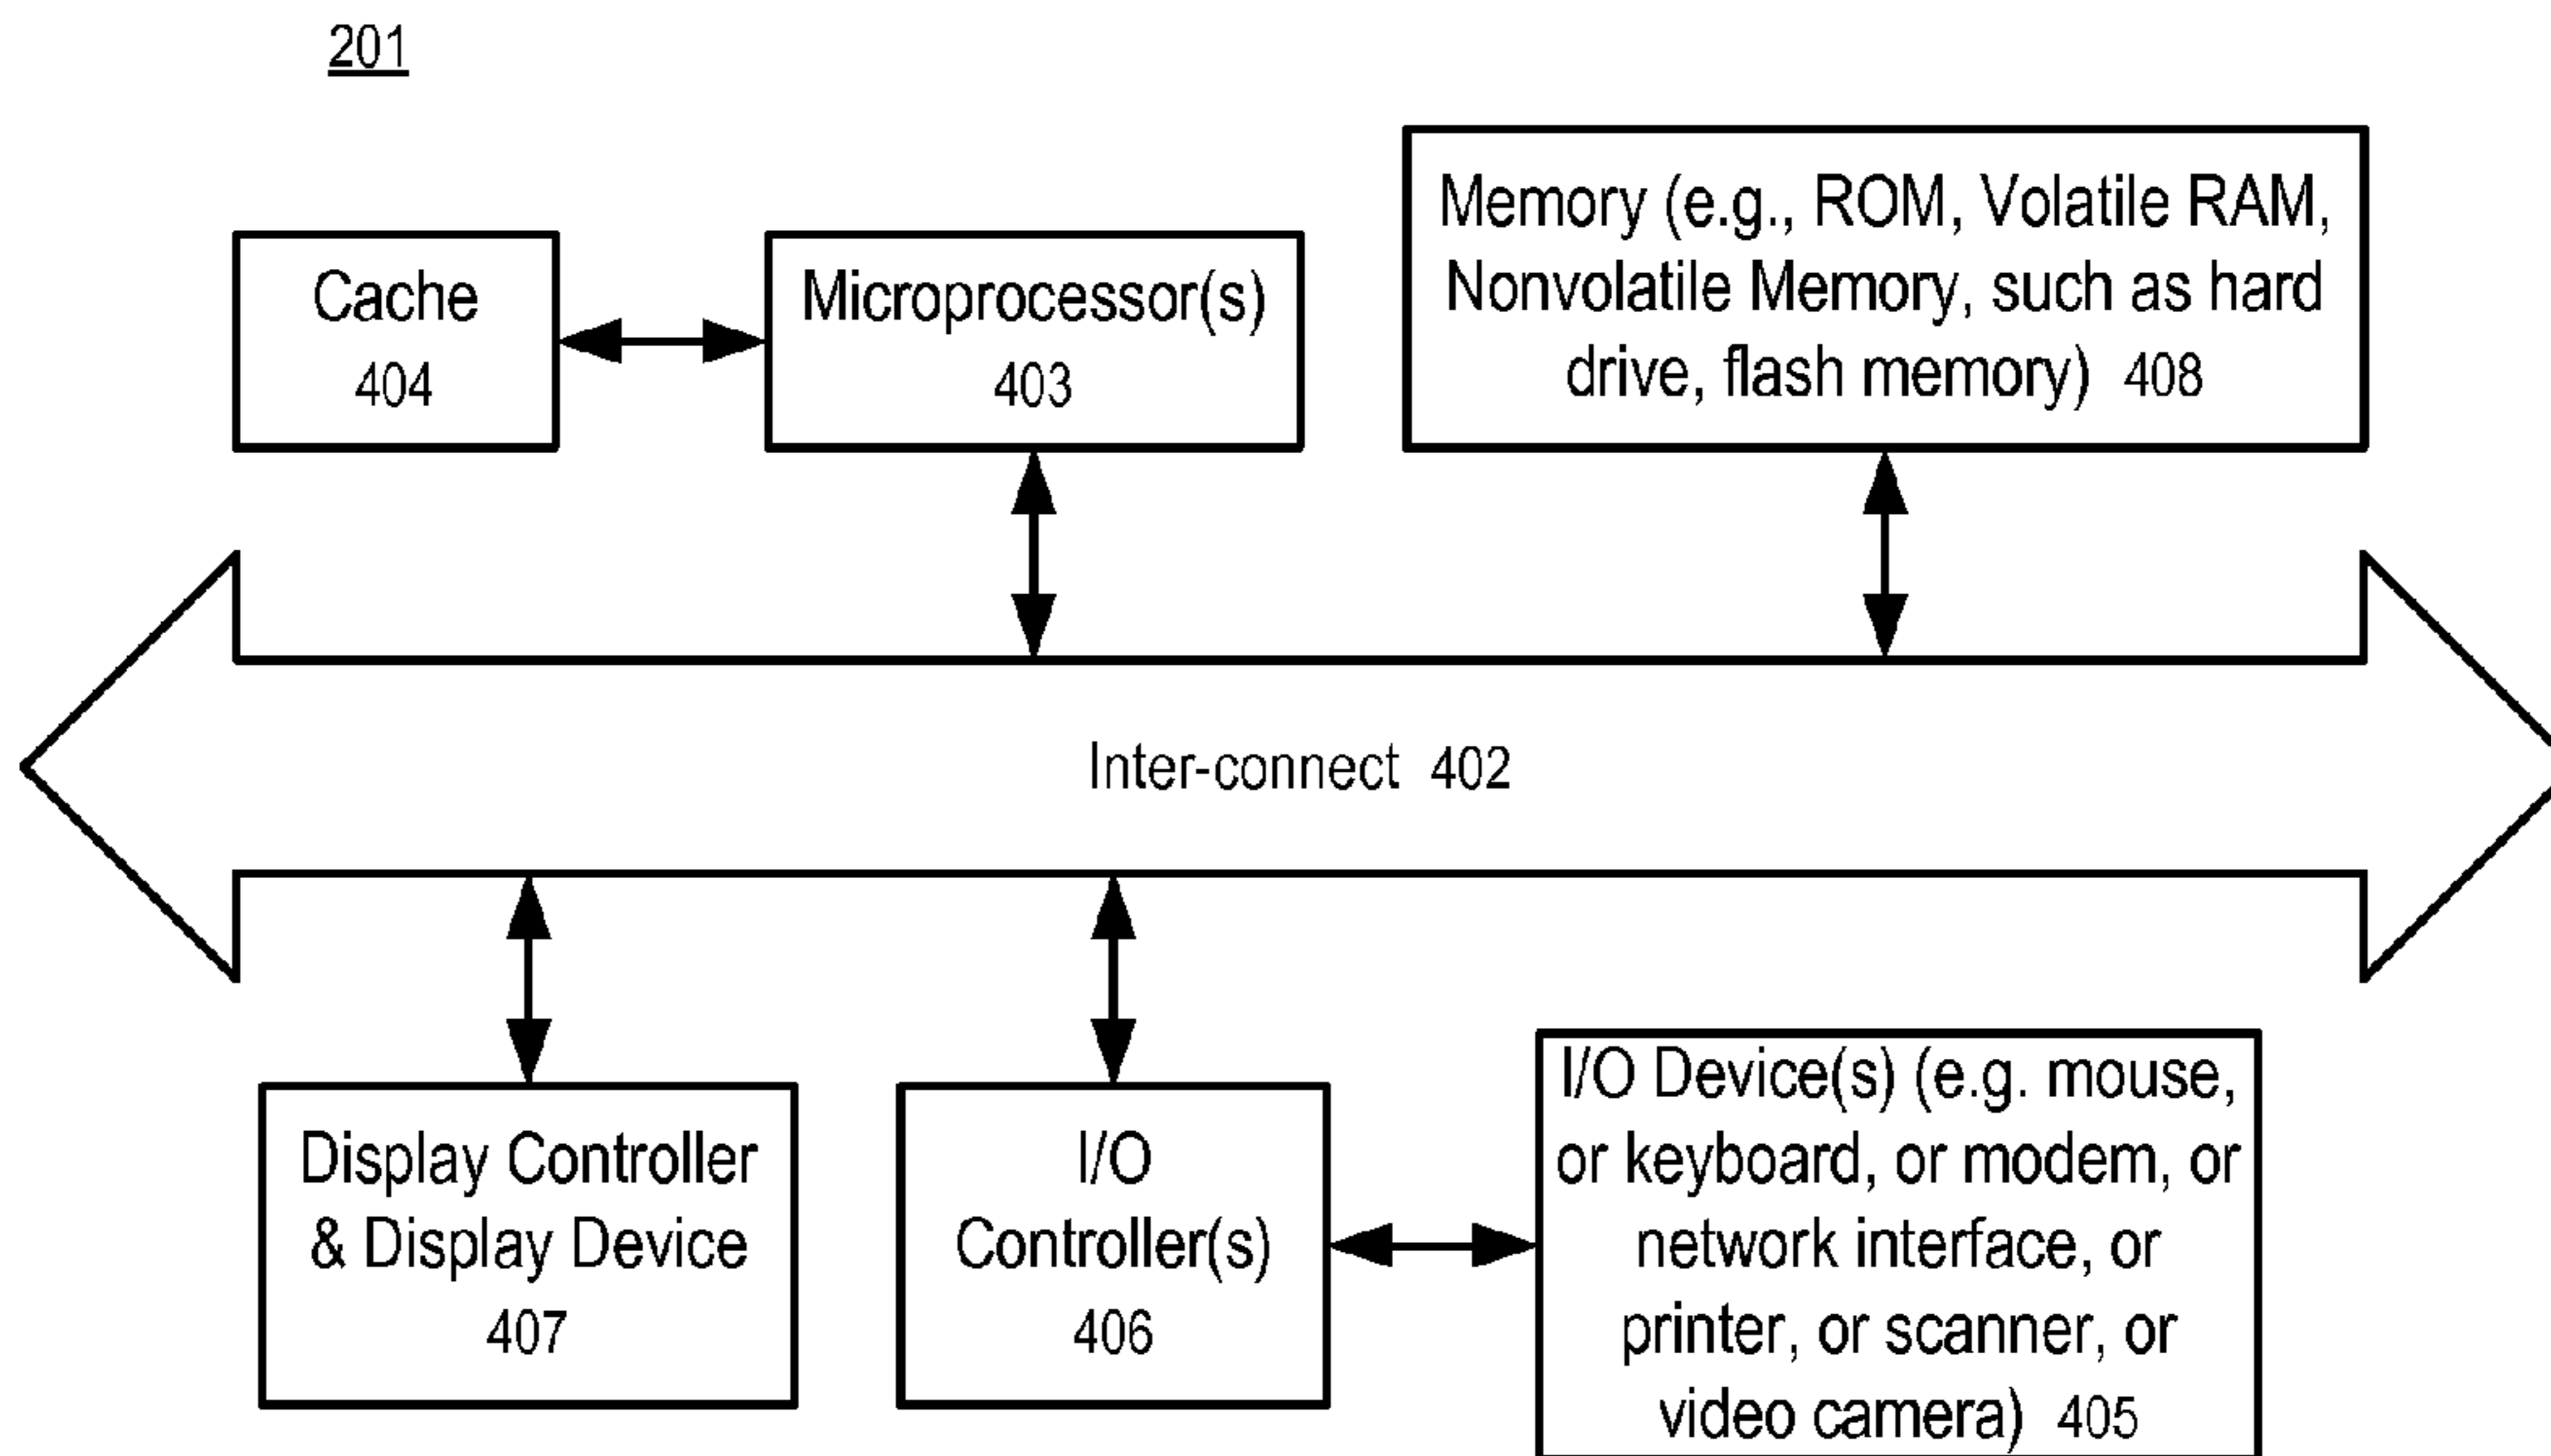 201
Cache
404
Microprocessor(s)
403
Memory (e.g., ROM, Volatile RAM,
Nonvolatile Memory, such as hard
drive, flash memory) 408
Inter-connect 402
Display Controller
& Display Device
407
I/O
Controller(s)
406
I/O Device(s) (e.g. mouse,
or keyboard, or modem, or
network interface, or
printer, or scanner, or
video camera) 405